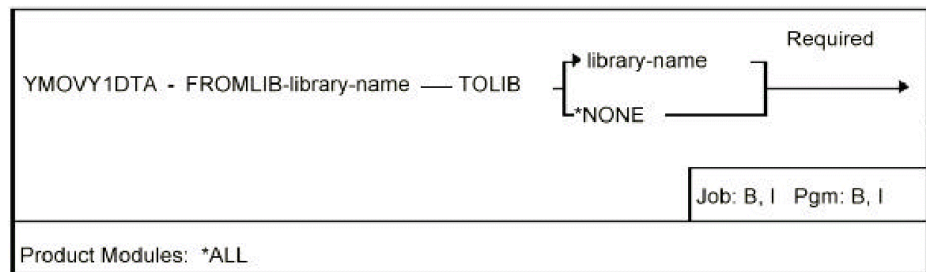 Required
YMOVY1DTA - FROMLIB-library-name — TOLIB
library-name
*NONE
Job: B, I Pgm: B, I
Product Modules: *ALL